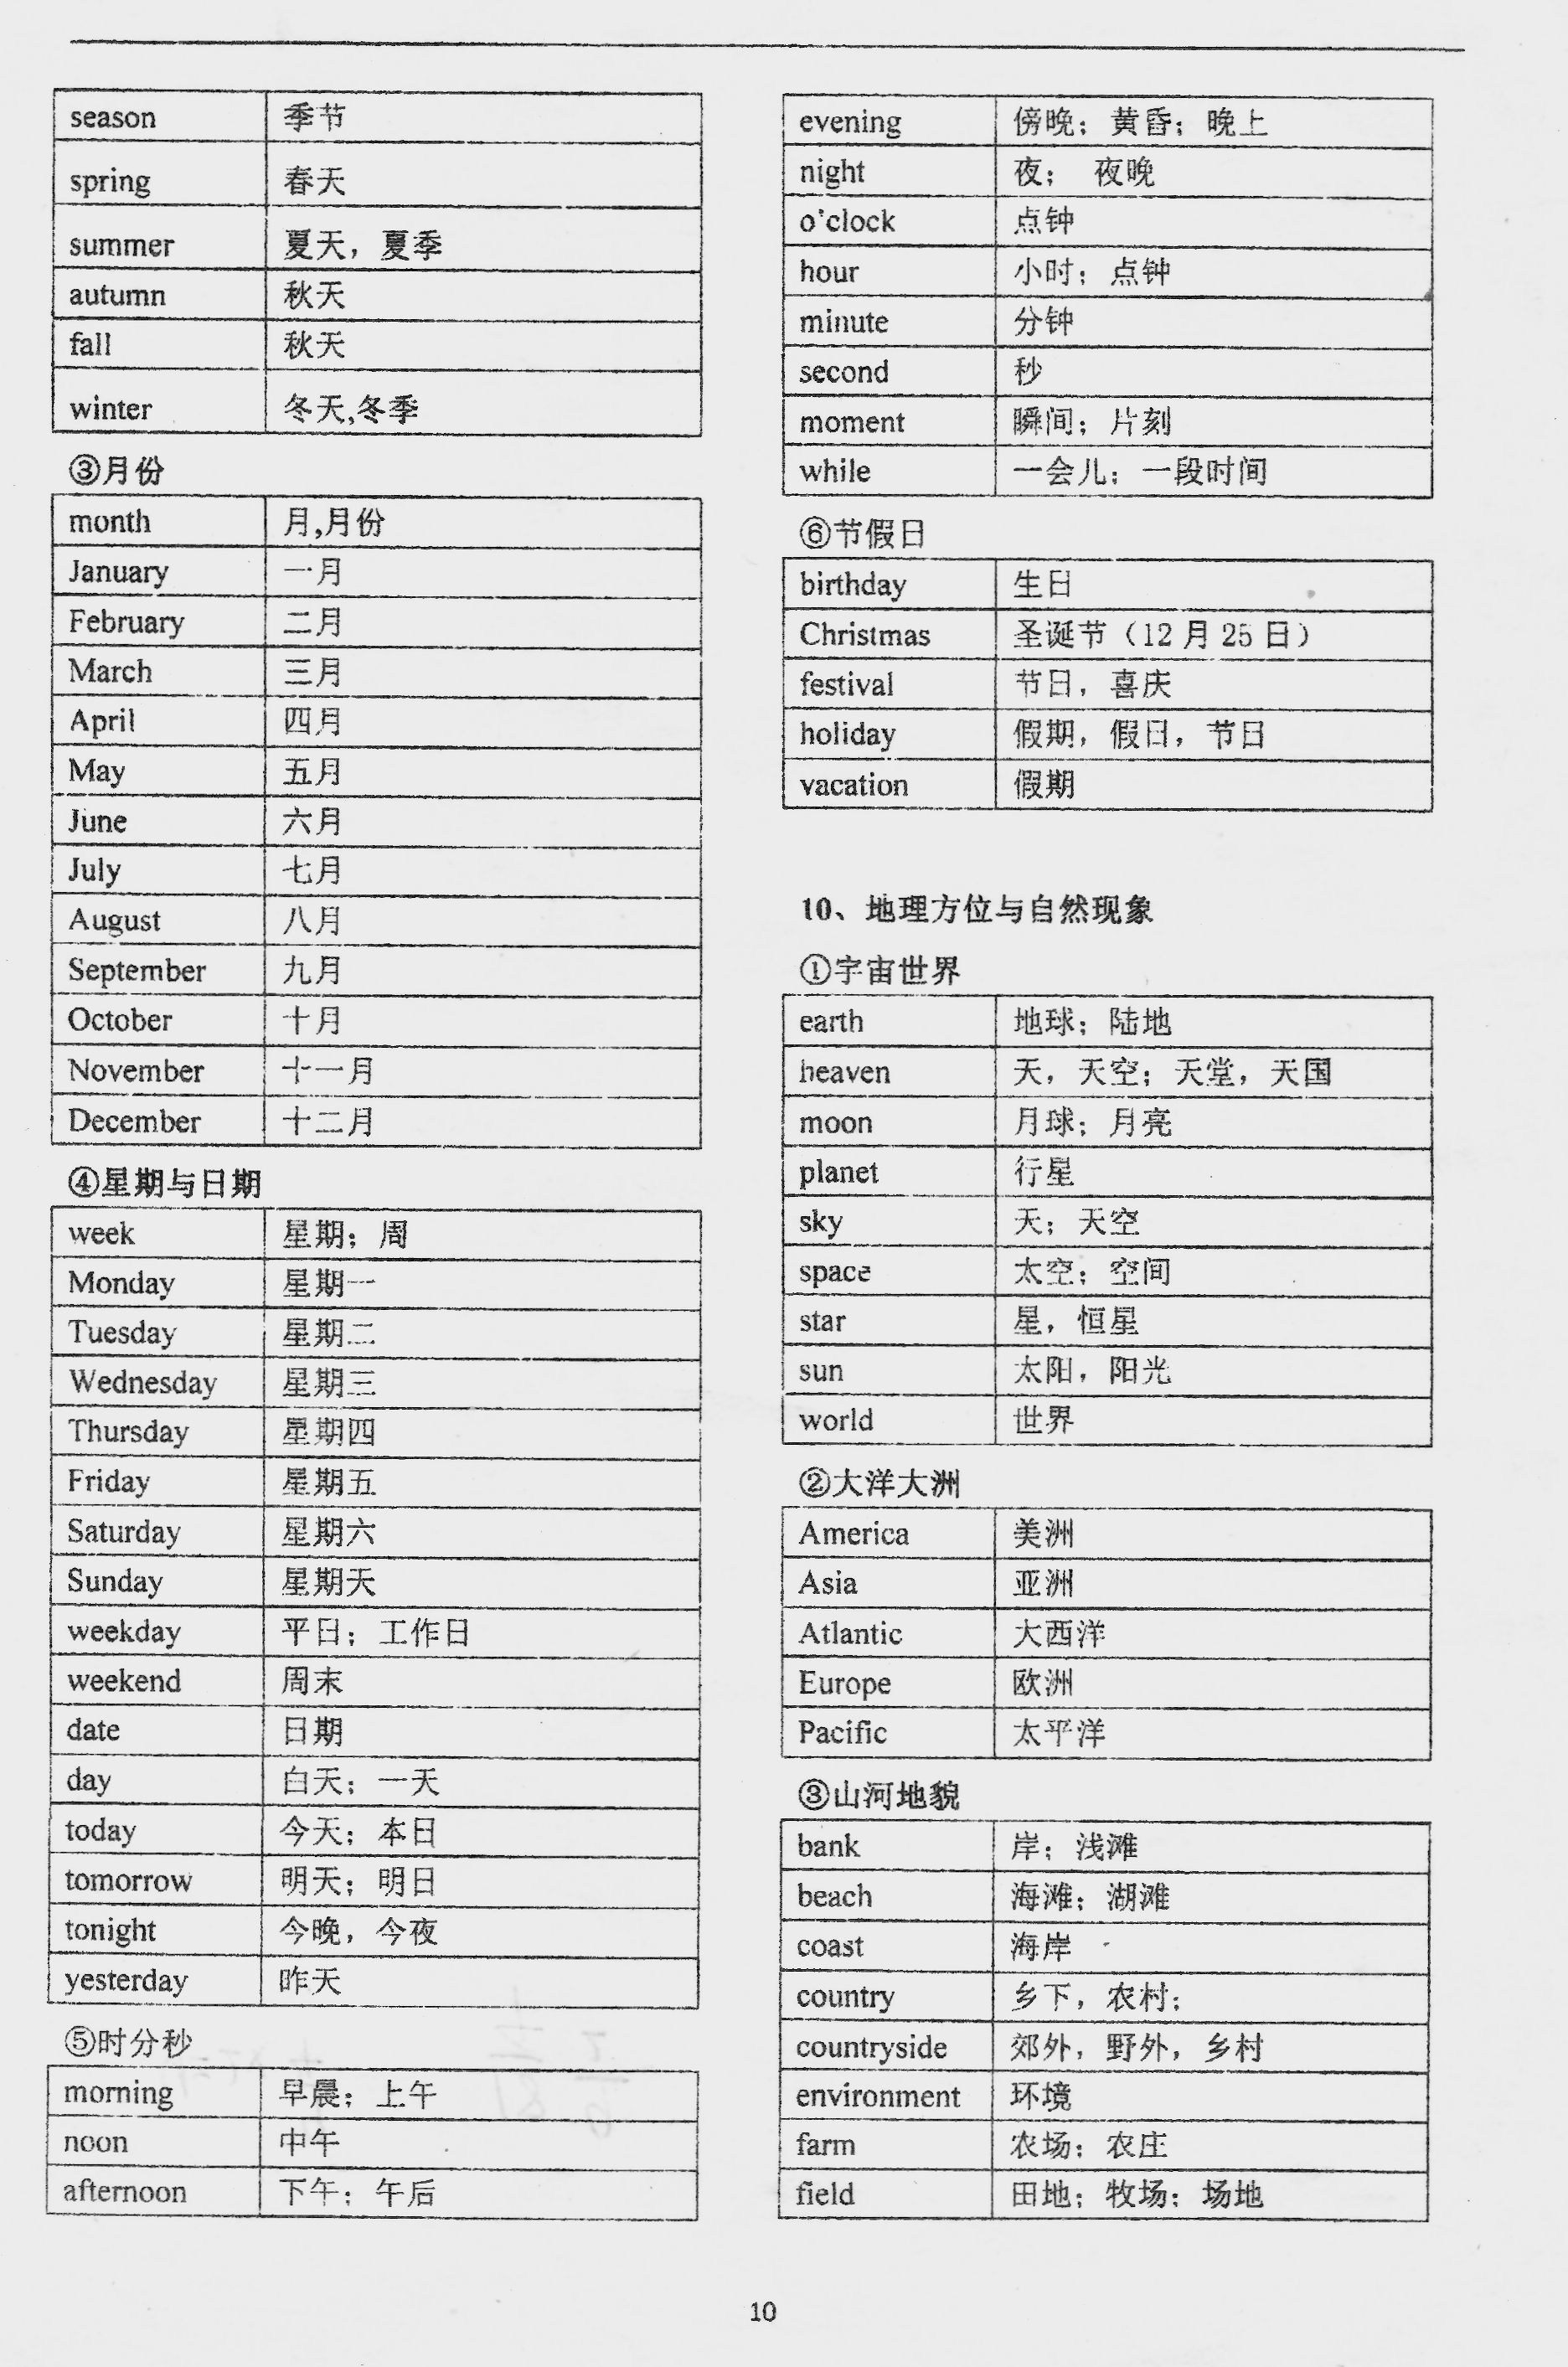 season 季节
spring 春天
summer 夏天，夏季
autumn 秋天
fall 秋天
winter 冬天,冬季
③月份
month 月,月份
January 一月
February 二月
March 三月
April 四月
May 五月
June 六月
July 七月
August 八月
September 九月
October 十月
November 十一月
December 十二月
④星期与日期
week 星期；周
Monday 星期一
Tuesday 星期二
Wednesday 星期三
Thursday 星期四
Friday 星期五
Saturday 星期六
Sunday 星期天
weekday 平日；工作日
weekend 周末
date 日期
day 白天；一天
today 今天；本日
tomorrow 明天；明日
tonight 今晚，今夜
yesterday 昨天
⑤时分秒
morning 早晨；上午
noon 中午
afternoon 下午；午后
evening 傍晚；黄昏；晚上
night 夜； 夜晚
o'clock 点钟
hour 小时；点钟
minute 分钟
second 秒
moment 瞬间；片刻
while 一会儿；一段时间
⑥节假日
birthday 生日
Christmas 圣诞节（12 月 25 日）
festival 节日，喜庆
holiday 假期，假日，节日
vacation 假期
10、地理方位与自然现象
①宇宙世界
earth 地球；陆地
heaven 天，天空；天堂，天国
moon 月球；月亮
planet 行星
sky 天；天空
space 太空；空间
star 星，恒星
sun 太阳，阳光
world 世界
②大洋大洲
America 美洲
Asia 亚洲
Atlantic 大西洋
Europe 欧洲
Pacific 太平洋
③山河地貌
bank 岸；浅滩
beach 海滩；湖滩
coast 海岸
country 乡下，农村；
countryside 郊外，野外，乡村
environment 环境
farm 农场；农庄
field 田地；牧场；场地
10